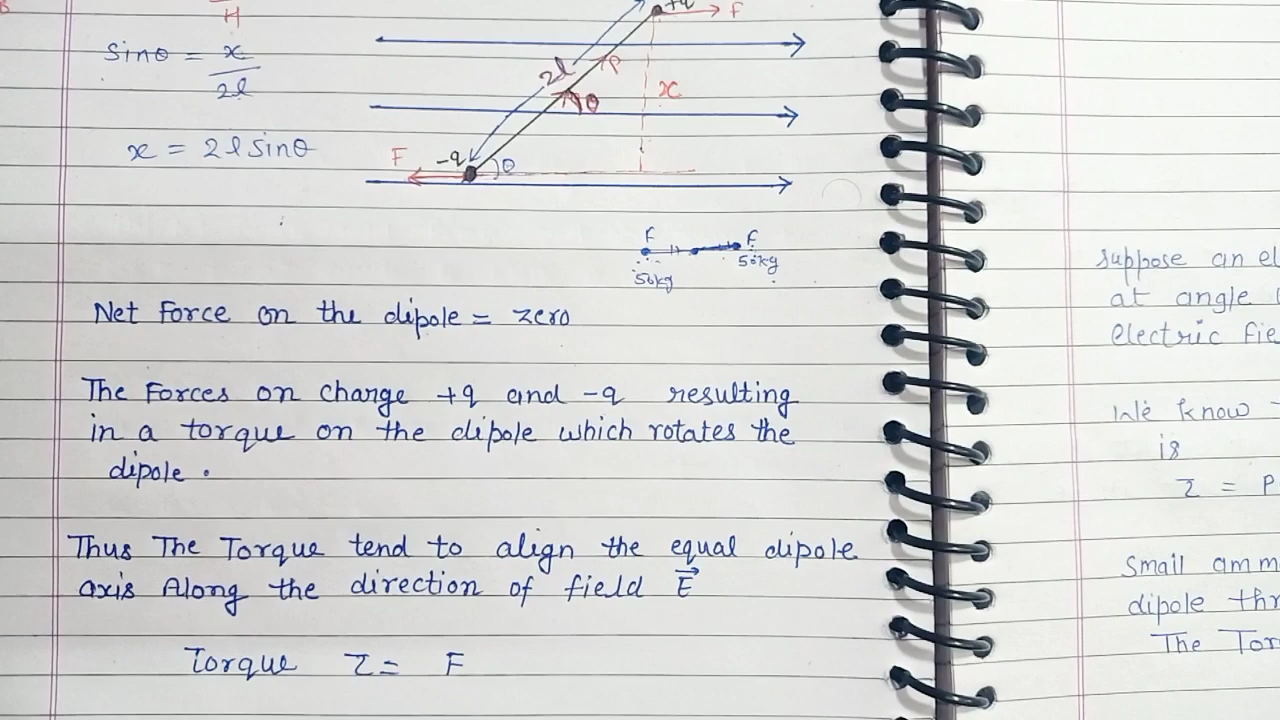 H
sinθ = x
2l
x = 2l sinθ
+q
F
2l
P
θ
x
F
-q
θ
F
F
50kg
50kg
Net Force on the dipole = zero
The Forces on charge +q and -q resulting
in a torque on the dipole which rotates the
dipole.
Thus The Torque tend to align the equal dipole
axis Along the direction of field E⃗
Torque τ = F
suppose an el
at angle
electric fie
We know
is
τ = P
Small amm
dipole thr
The Tor